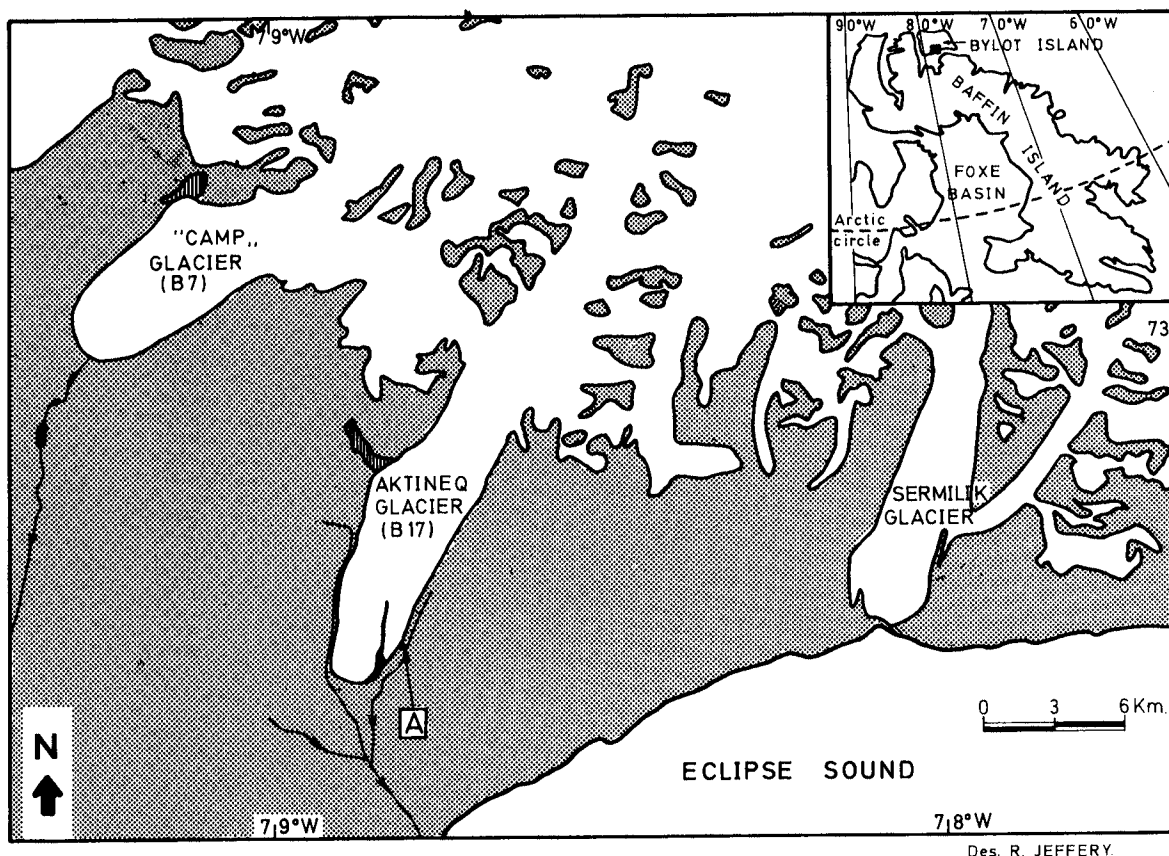 79°W
90°W 80°W 70°W 60°W
BYLOT ISLAND
BAFFIN
ISLAND
FOXE
BASIN
Arctic
circle
73
"CAMP„
GLACIER
(B7)
AKTINEQ
GLACIER
(B17)
SERMILIK
GLACIER
A
0 3 6 Km.
N
ECLIPSE SOUND
79°W
78°W
Des. R. JEFFERY.